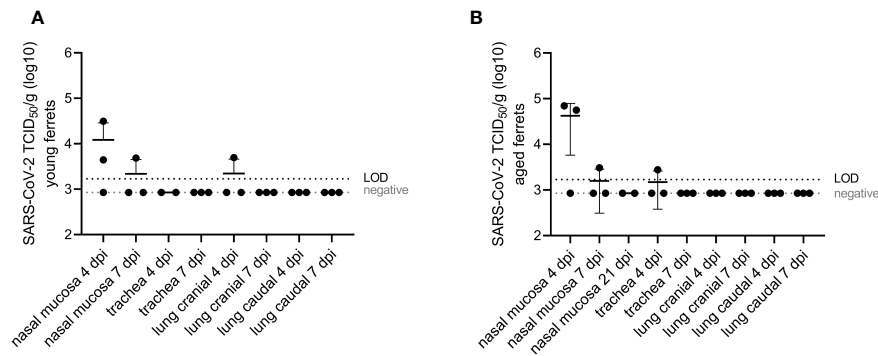 A
SARS-CoV-2 TCID50/g (log10)
young ferrets
6
5
4
3
2
LOD
negative
nasal mucosa 4 dpi
nasal mucosa 7 dpi
trachea 4 dpi
trachea 7 dpi
lung cranial 4 dpi
lung cranial 7 dpi
lung caudal 4 dpi
lung caudal 7 dpi
B
SARS-CoV-2 TCID50/g (log10)
aged ferrets
6
5
4
3
2
LOD
negative
nasal mucosa 4 dpi
nasal mucosa 7 dpi
nasal mucosa 21 dpi
trachea 4 dpi
trachea 7 dpi
lung cranial 4 dpi
lung cranial 7 dpi
lung caudal 4 dpi
lung caudal 7 dpi